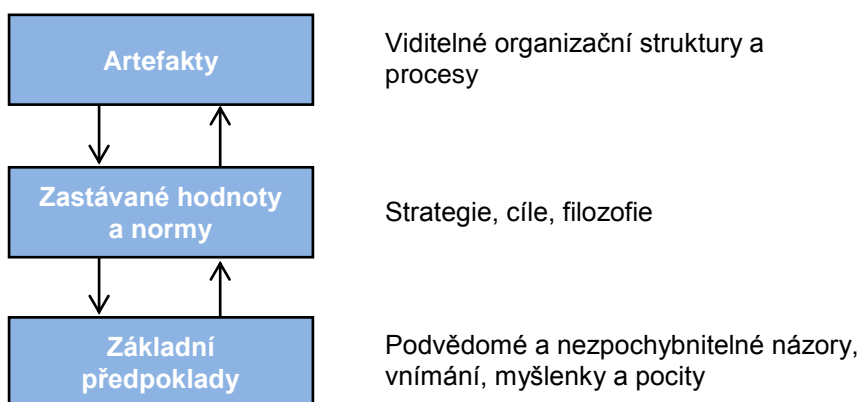 Artefakty
Viditelné organizační struktury a
procesy
Zastávané hodnoty
a normy
Strategie, cíle, filozofie
Základní
předpoklady
Podvědomé a nezpochybnitelné názory,
vnímání, myšlenky a pocity